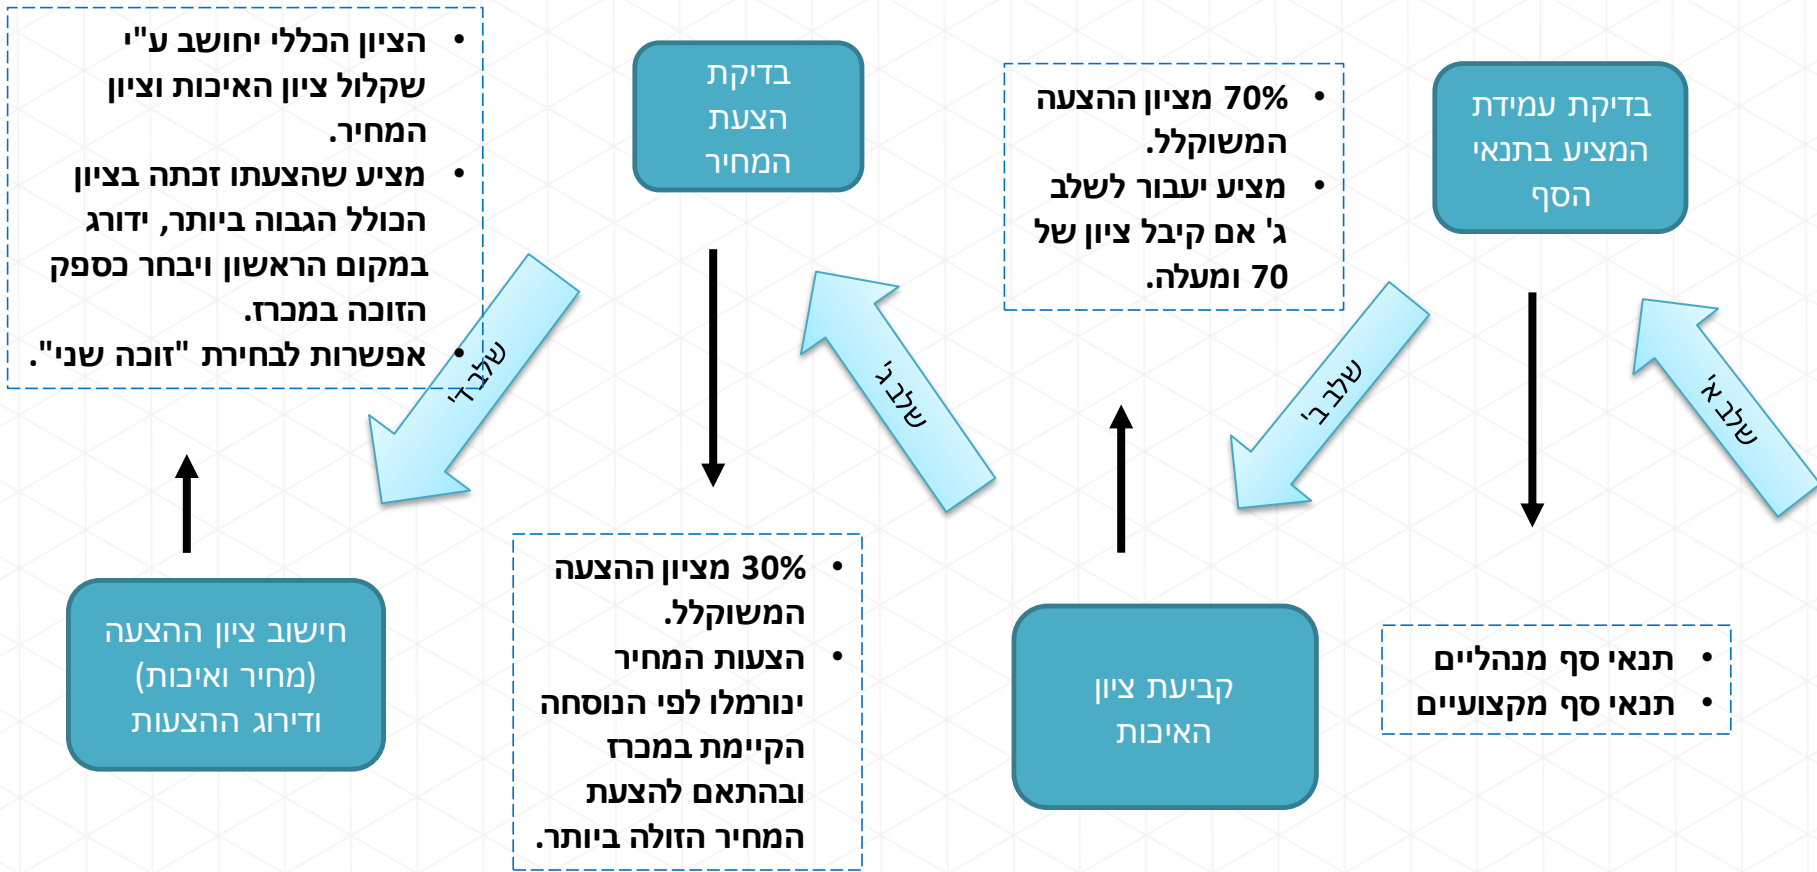 שלב א'
בדיקת עמידת
המציע בתנאי
הסף
• תנאי סף מנהליים
• תנאי סף מקצועיים
שלב ב'
קביעת ציון
האיכות
• 70% מציון ההצעה
המשוקלל.
• מציע יעבור לשלב
ג' אם קיבל ציון של
70 ומעלה.
שלב ג'
בדיקת
הצעת
המחיר
• 30% מציון ההצעה
המשוקלל.
• הצעות המחיר
ינורמלו לפי הנוסחה
הקיימת במכרז
ובהתאם להצעת
המחיר הזולה ביותר.
שלב ד'
חישוב ציון ההצעה
(מחיר ואיכות)
ודירוג ההצעות
• הציון הכללי יחושב ע"י
שקלול ציון האיכות וציון
המחיר.
• מציע שהצעתו זכתה בציון
הכולל הגבוה ביותר, ידורג
במקום הראשון ויבחר כספק
הזוכה במכרז.
• אפשרות לבחירת "זוכה שני".